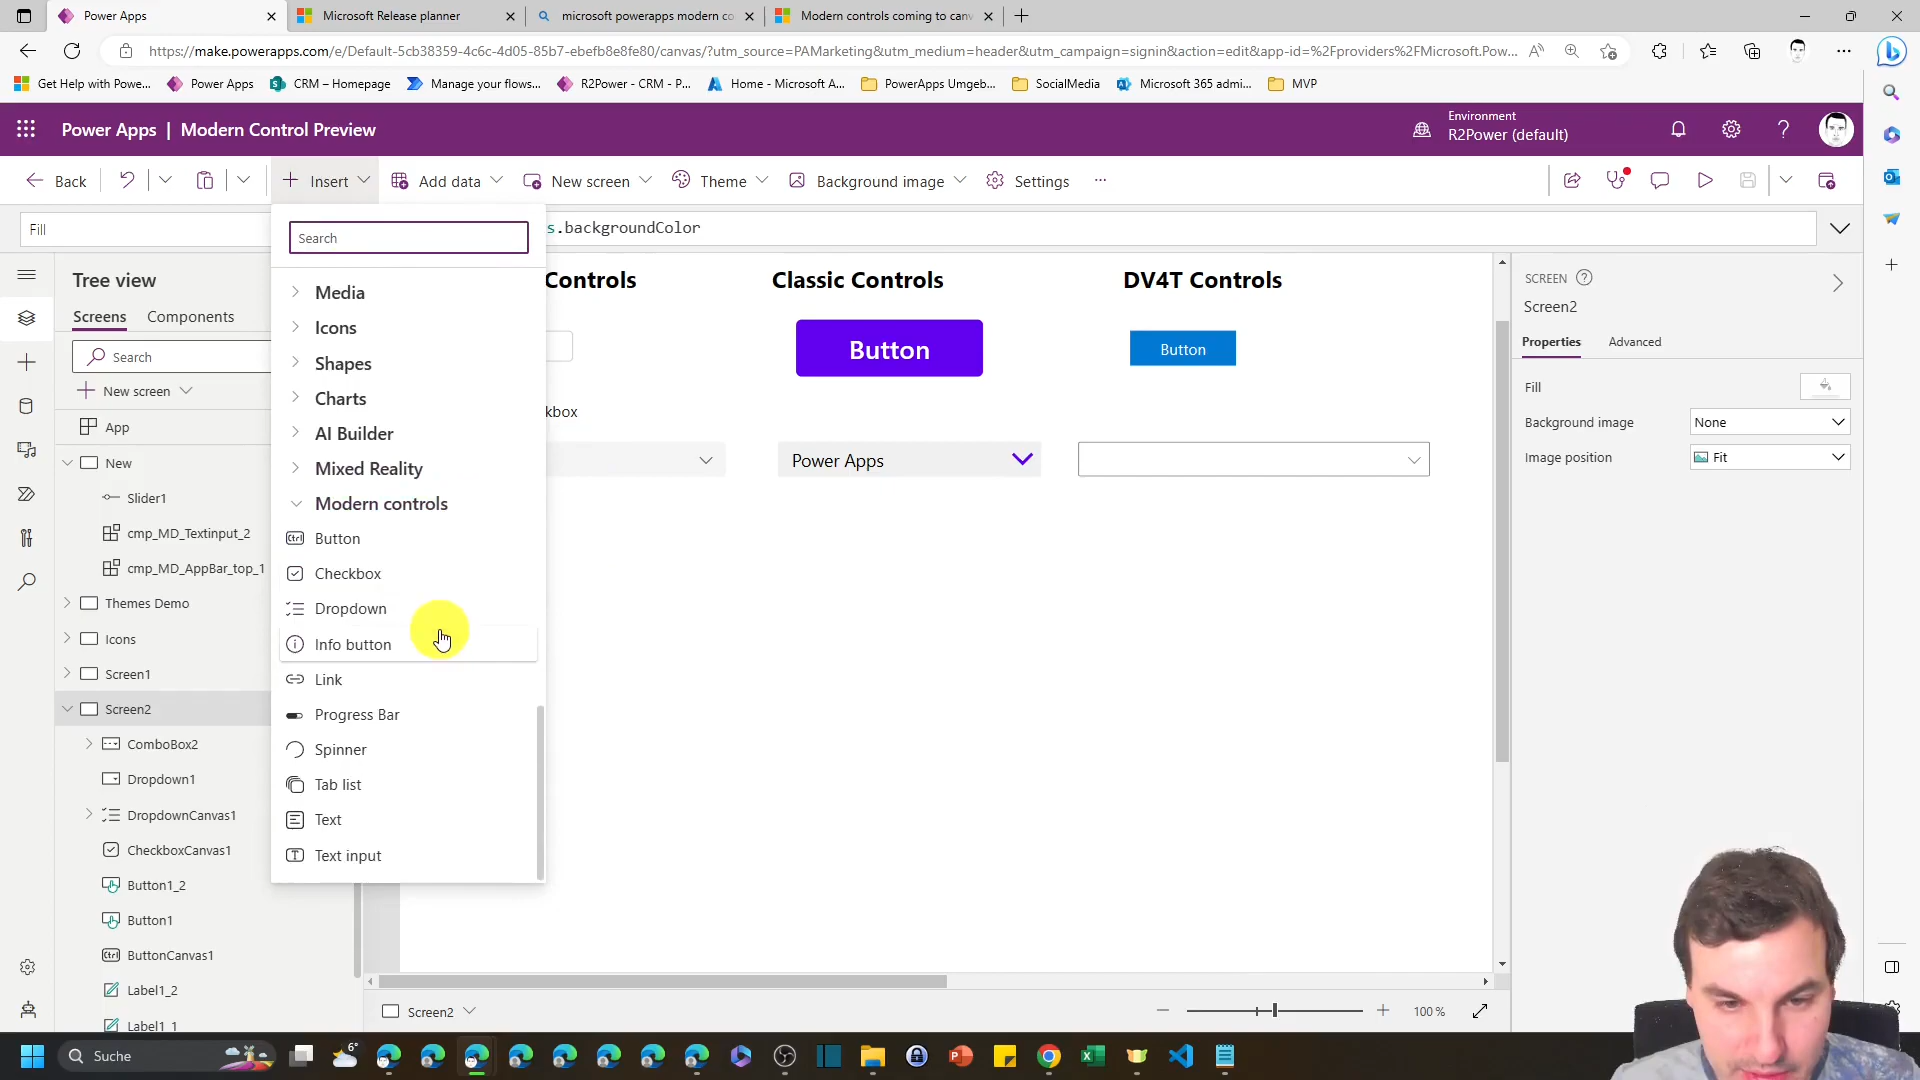 Power Apps
Microsoft Release planner
microsoft powerapps modern co
Modern controls coming to canv
https://make.powerapps.com/e/Default-5cb38359-4c6c-4d05-85b7-ebefb8e8fe80/canvas/?utm_source=PAMarketing&utm_medium=header&utm_campaign=signin&action=edit&app-id=%2Fproviders%2FMicrosoft.Pow...
Get Help with Powe...
Power Apps
CRM – Homepage
Manage your flows...
R2Power - CRM - P...
Home - Microsoft A...
PowerApps Umgeb...
SocialMedia
Microsoft 365 admi...
MVP
Power Apps | Modern Control Preview
Environment
R2Power (default)
Back
Insert
Add data
New screen
Theme
Background image
Settings
Fill
s.backgroundColor
Search
Tree view
Screens
Components
Search
New screen
App
New
Slider1
cmp_MD_Textinput_2
cmp_MD_AppBar_top_1
Themes Demo
Icons
Screen1
Screen2
ComboBox2
Dropdown1
DropdownCanvas1
CheckboxCanvas1
Button1_2
Button1
ButtonCanvas1
Label1_2
Label1_1
Media
Icons
Shapes
Charts
AI Builder
Mixed Reality
Modern controls
Button
Checkbox
Dropdown
Info button
Link
Progress Bar
Spinner
Tab list
Text
Text input
Controls
Classic Controls
DV4T Controls
Button
Button
kbox
Power Apps
SCREEN
Screen2
Properties
Advanced
Fill
Background image
None
Image position
Fit
Screen2
100 %
Suche
6°